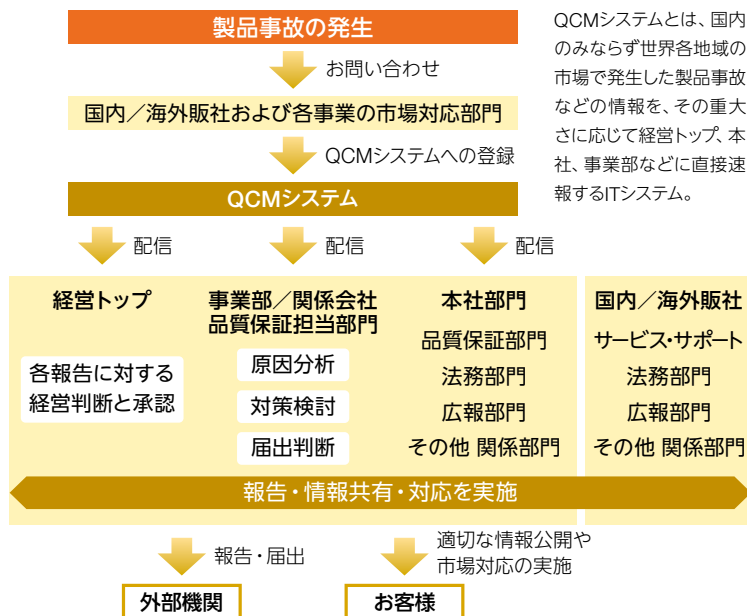 製品事故の発生
お問い合わせ
国内／海外販社および各事業の市場対応部門
QCMシステムへの登録
QCMシステム
QCMシステムとは、国内
のみならず世界各地域の
市場で発生した製品事故
などの情報を、その重大
さに応じて経営トップ、本
社、事業部などに直接速
報するITシステム。
配信
配信
配信
経営トップ
各報告に対する
経営判断と承認
事業部／関係会社
品質保証担当部門
原因分析
対策検討
届出判断
本社部門
品質保証部門
法務部門
広報部門
その他 関係部門
国内／海外販社
サービス・サポート
法務部門
広報部門
その他 関係部門
報告・情報共有・対応を実施
報告・届出
適切な情報公開や
市場対応の実施
外部機関
お客様